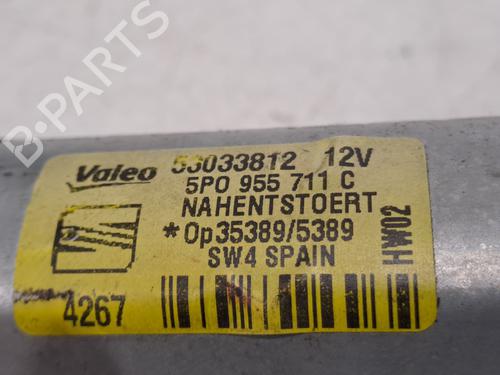 Valeo 53033812 12V
5P0 955 711 C
NAHENTSTOERT
*Op35389/5389
SW4 SPAIN
HW02
4267
B-PARTS